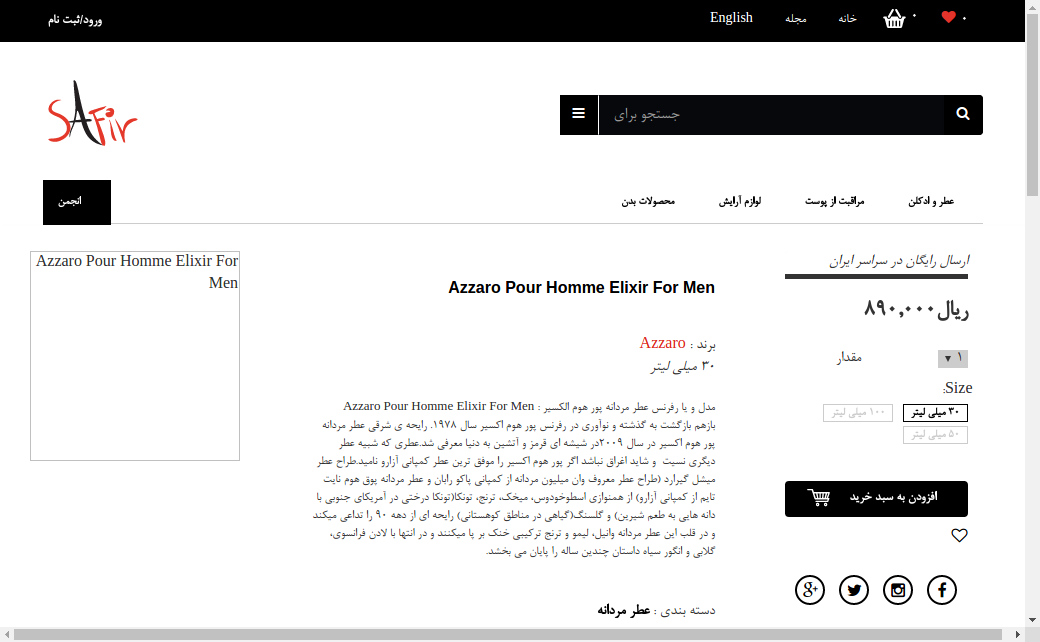 ۰ ۰ خانه مجله English ورود/ثبت نام
SAFir
جستجو برای
عطر و ادکلن مراقبت از پوست لوازم آرایش محصولات بدن انجمن
ارسال رایگان در سراسر ایران
ریال۸۹۰,۰۰۰
۱ مقدار
Size:
۳۰ میلی لیتر ۱۰۰ میلی لیتر
۵۰ میلی لیتر
افزودن به سبد خرید
Azzaro Pour Homme Elixir For Men
برند : Azzaro
۳۰ میلی لیتر
مدل و یا رفرنس عطر مردانه پور هوم الکسیر : Azzaro Pour Homme Elixir For Men
بازهم بازگشت به گذشته و نوآوری در رفرنس پور هوم اکسیر سال ۱۹۷۸. رایحه ی شرقی عطر مردانه
پور هوم اکسیر در سال ۲۰۰۹در شیشه ای قرمز و آتشین به دنیا معرفی شد.عطری که شبیه عطر
دیگری نسیت و شاید اغراق نباشد اگر پور هوم اکسیر را موفق ترین عطر کمپانی آزارو نامید.طراح عطر
میشل گیرارد (طراح عطر معروف وان میلیون مردانه از کمپانی پاکو رابان و عطر مردانه پوق هوم نایت
تایم از کمپانی آزارو) از همنوازی اسطوخودوس، میخک، ترنج، تونکا(تونکا درختی در آمریکای جنوبی با
دانه هایی به طعم شیرین) و گلسنگ(گیاهی در مناطق کوهستانی) رایحه ای از دهه ۹۰ را تداعی میکند
و در قلب این عطر مردانه وانیل، لیمو و ترنج ترکیبی خنک بر پا میکنند و در انتها با لادن فرانسوی،
گلابی و انگور سیاه داستان چندین ساله را پایان می بخشد.
دسته بندی : عطر مردانه
Azzaro Pour Homme Elixir For
Men